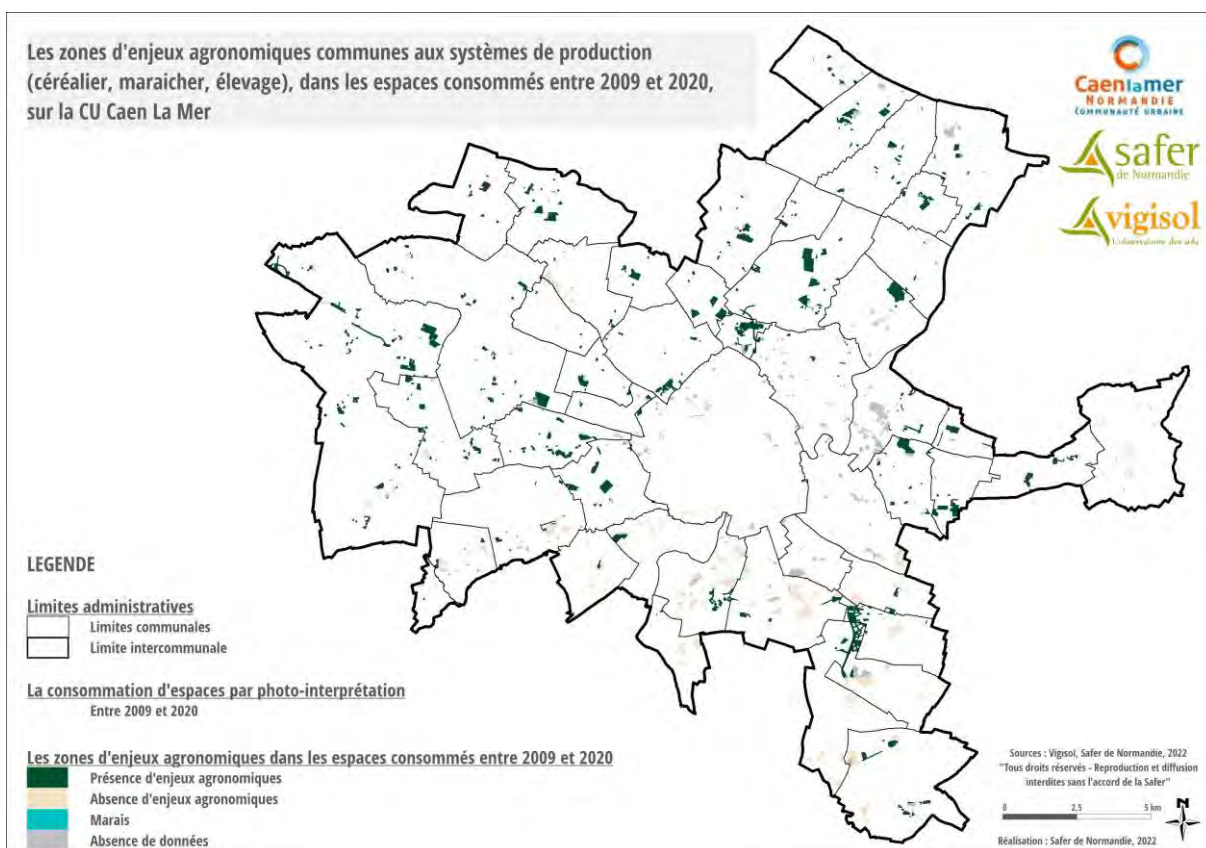 Les zones d'enjeux agronomiques communes aux systèmes de production
(céréalier, maraicher, élevage), dans les espaces consommés entre 2009 et 2020,
sur la CU Caen La Mer
Caenlamer
NORMANDIE
COMMUNAUTÉ URBAINE
safer
de Normandie
vigisol
L'observatoire des sols
LEGENDE
Limites administratives
Limites communales
Limite intercommunale
La consommation d'espaces par photo-interprétation
Entre 2009 et 2020
Les zones d'enjeux agronomiques dans les espaces consommés entre 2009 et 2020
Présence d'enjeux agronomiques
Absence d'enjeux agronomiques
Marais
Absence de données
Sources : Vigisol, Safer de Normandie, 2022
"Tous droits réservés - Reproduction et diffusion
interdites sans l'accord de la Safer"
0 2,5 5 km
N
Réalisation : Safer de Normandie, 2022